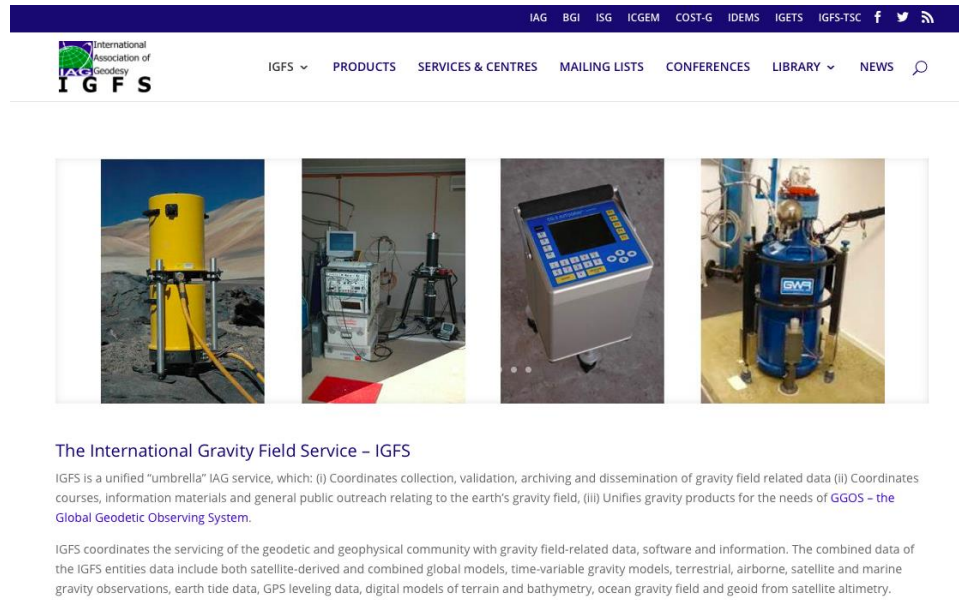 IAG BGI ISG ICGEM COST-G IDEMS IGETS IGFS-TSC
International
Association of
IAG Geodesy
I G F S
IGFS PRODUCTS SERVICES & CENTRES MAILING LISTS CONFERENCES LIBRARY NEWS
GWR
The International Gravity Field Service – IGFS
IGFS is a unified “umbrella” IAG service, which: (i) Coordinates collection, validation, archiving and dissemination of gravity field related data (ii) Coordinates
courses, information materials and general public outreach relating to the earth’s gravity field, (iii) Unifies gravity products for the needs of GGOS – the
Global Geodetic Observing System.
IGFS coordinates the servicing of the geodetic and geophysical community with gravity field-related data, software and information. The combined data of
the IGFS entities data include both satellite-derived and combined global models, time-variable gravity models, terrestrial, airborne, satellite and marine
gravity observations, earth tide data, GPS leveling data, digital models of terrain and bathymetry, ocean gravity field and geoid from satellite altimetry.